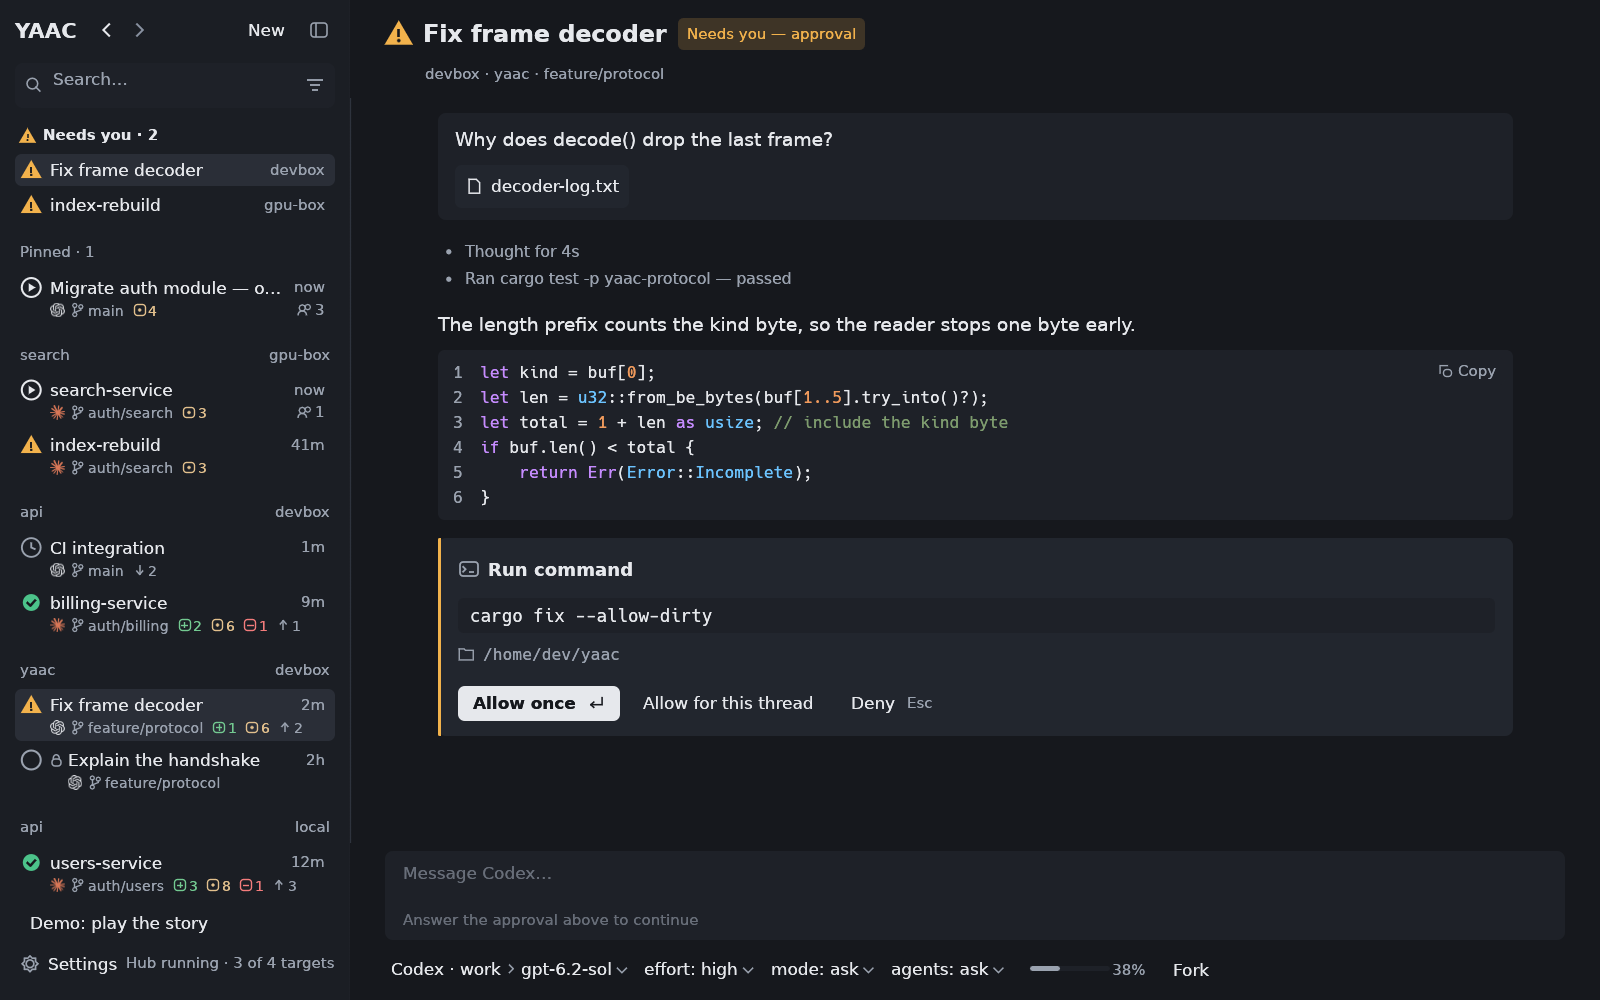 YAAC
New
Search...
Needs you · 2
Fix frame decoder devbox
index-rebuild gpu-box
Pinned · 1
Migrate auth module — o... now
main 4 3
search gpu-box
search-service now
auth/search 3 1
index-rebuild 41m
auth/search 3
api devbox
CI integration 1m
main ↓2
billing-service 9m
auth/billing 2 6 1 ↑1
yaac devbox
Fix frame decoder 2m
feature/protocol 1 6 ↑2
Explain the handshake 2h
feature/protocol
api local
users-service 12m
auth/users 3 8 1 ↑3
Demo: play the story
Settings Hub running · 3 of 4 targets
Fix frame decoder Needs you — approval
devbox · yaac · feature/protocol
Why does decode() drop the last frame?
decoder-log.txt
• Thought for 4s
• Ran cargo test -p yaac-protocol — passed
The length prefix counts the kind byte, so the reader stops one byte early.
Copy
1 let kind = buf[0];
2 let len = u32::from_be_bytes(buf[1..5].try_into()?);
3 let total = 1 + len as usize; // include the kind byte
4 if buf.len() < total {
5     return Err(Error::Incomplete);
6 }
Run command
cargo fix --allow-dirty
/home/dev/yaac
Allow once ↵ Allow for this thread Deny Esc
Message Codex...
Answer the approval above to continue
Codex · work › gpt-6.2-sol effort: high mode: ask agents: ask 38% Fork